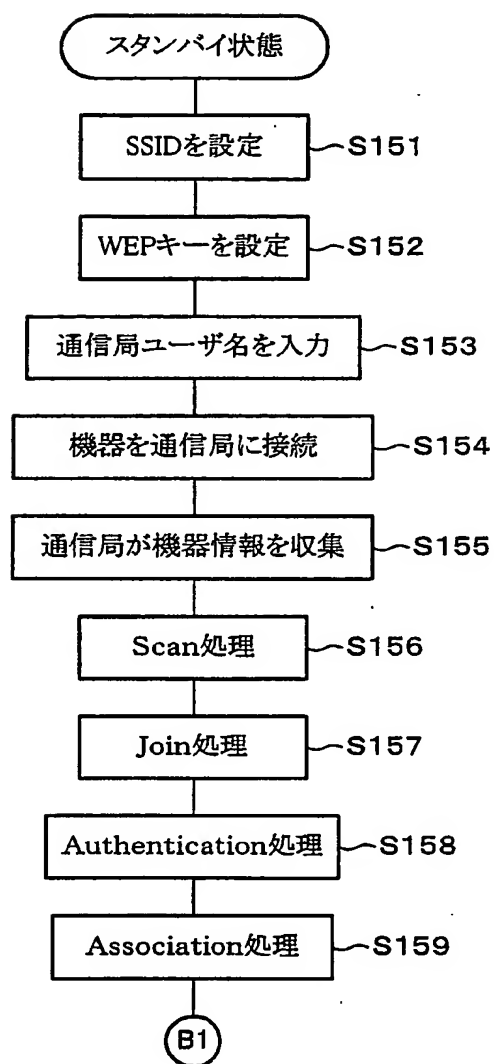 スタンバイ状態
SSIDを設定 S151
WEPキーを設定 S152
通信局ユーザ名を入力 S153
機器を通信局に接続 S154
通信局が機器情報を収集 S155
Scan処理 S156
Join処理 S157
Authentication処理 S158
Association処理 S159
B1